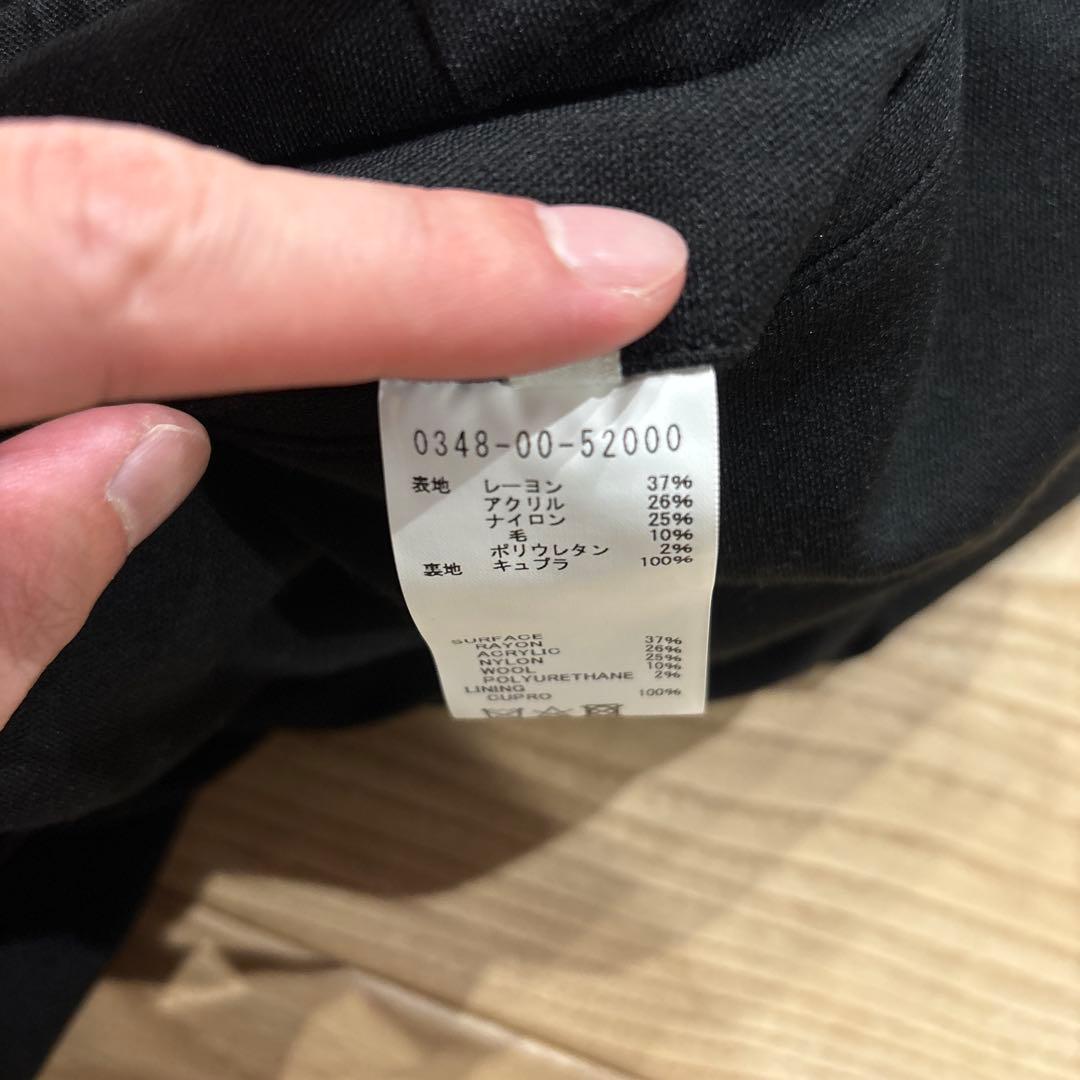 0348-00-52000
表地 レーヨン 37%
アクリル 26%
ナイロン 25%
毛 10%
ポリウレタン 2%
裏地 キュプラ 100%
SURFACE
RAYON 37%
ACRYLIC 26%
NYLON 25%
WOOL 10%
POLYURETHANE 2%
LINING
CUPRO 100%